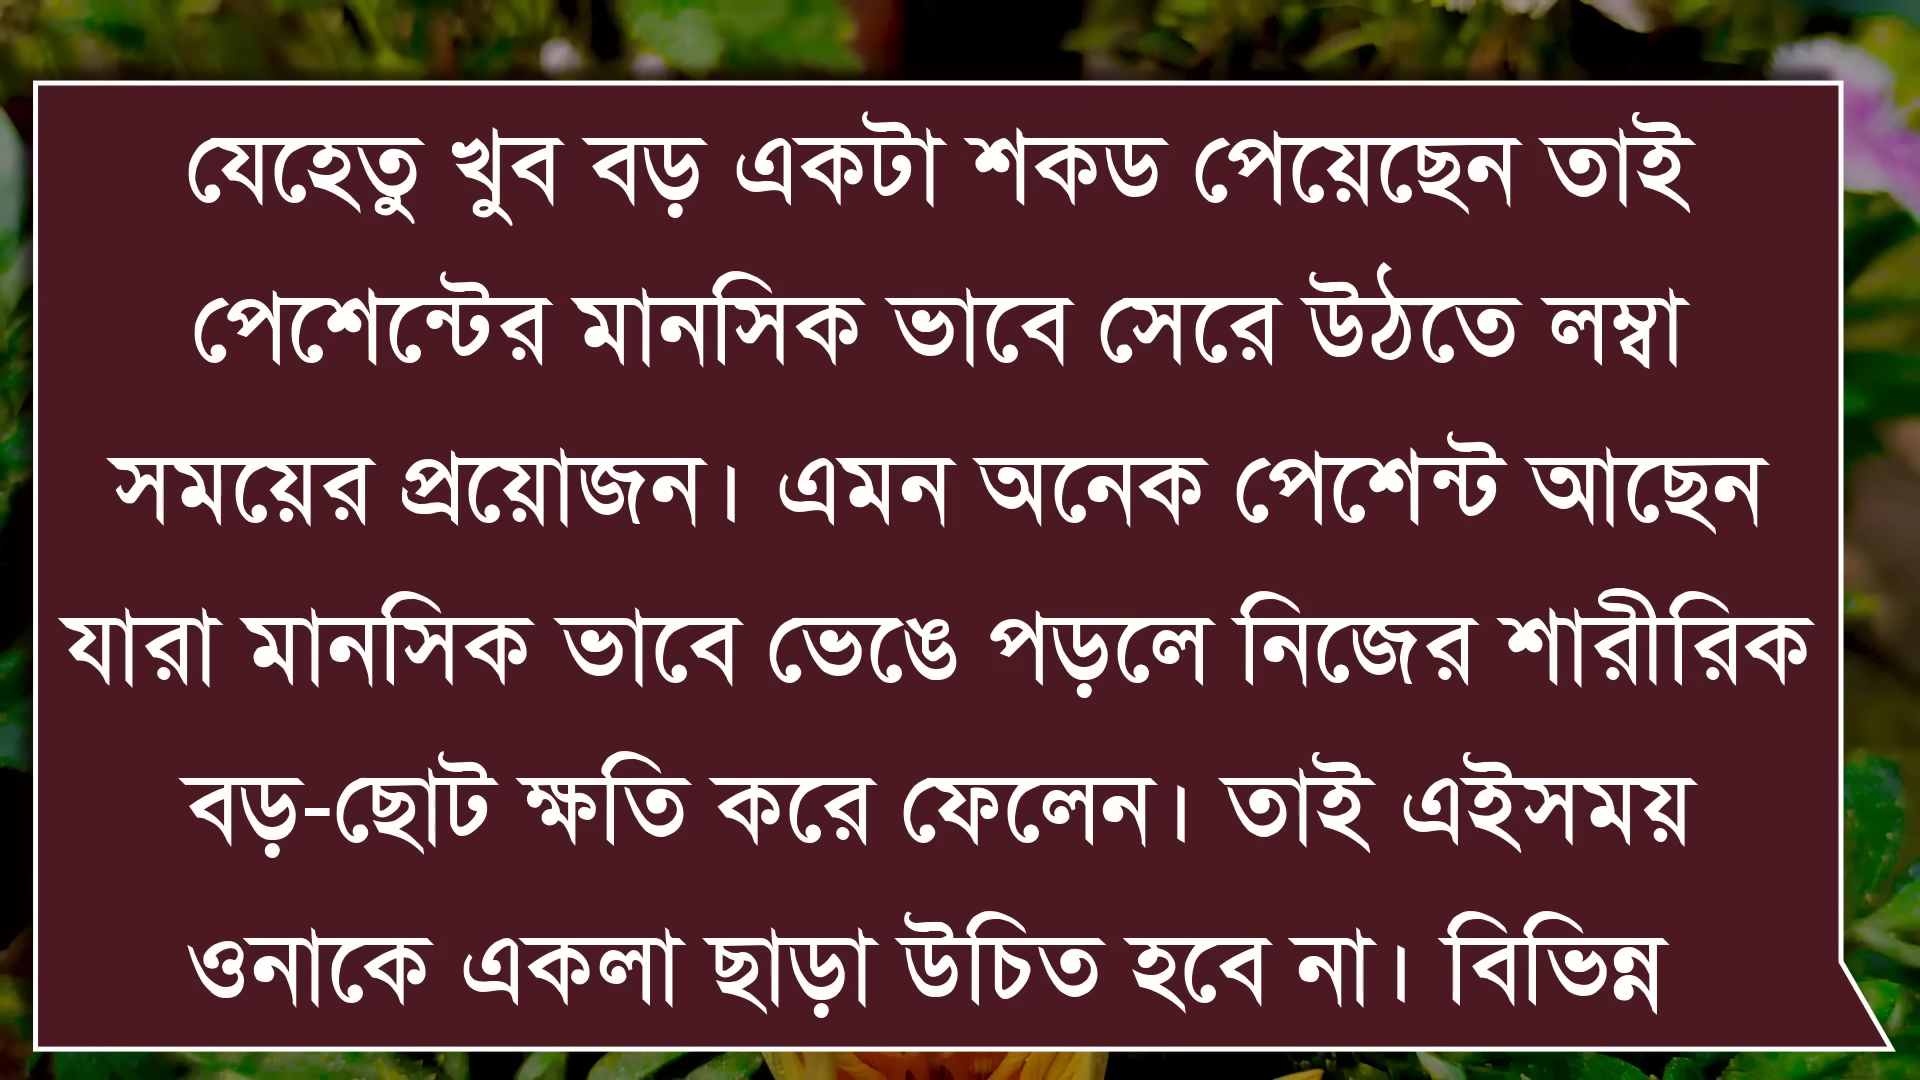 যেহেতু খুব বড় একটা শকড পেয়েছেন তাই
পেশেন্টের মানসিক ভাবে সেরে উঠতে লম্বা
সময়ের প্রয়োজন। এমন অনেক পেশেন্ট আছেন
যারা মানসিক ভাবে ভেঙে পড়লে নিজের শারীরিক
বড়-ছোট ক্ষতি করে ফেলেন। তাই এইসময়
ওনাকে একলা ছাড়া উচিত হবে না। বিভিন্ন